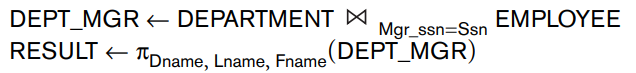 DEPT_MGR ← DEPARTMENT ⋈ Mgr_ssn=Ssn EMPLOYEE
RESULT ← π Dname, Lname, Fname(DEPT_MGR)